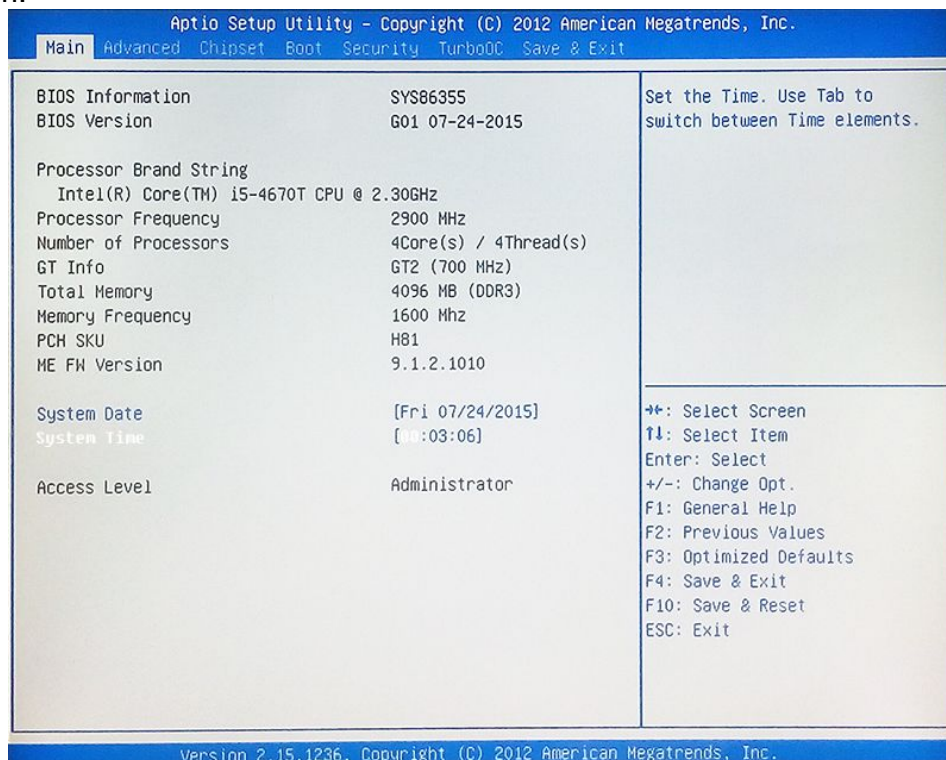 Aptio Setup Utility – Copyright (C) 2012 American Megatrends, Inc.
Main Advanced Chipset Boot Security TurboOC Save & Exit
BIOS Information SYS86355
BIOS Version G01 07-24-2015
Processor Brand String
Intel(R) Core(TM) i5-4670T CPU @ 2.30GHz
Processor Frequency 2900 MHz
Number of Processors 4Core(s) / 4Thread(s)
GT Info GT2 (700 MHz)
Total Memory 4096 MB (DDR3)
Memory Frequency 1600 Mhz
PCH SKU H81
ME FW Version 9.1.2.1010
System Date [Fri 07/24/2015]
System Time [ :03:06]
Access Level Administrator
Set the Time. Use Tab to
switch between Time elements.
→←: Select Screen
↑↓: Select Item
Enter: Select
+/-: Change Opt.
F1: General Help
F2: Previous Values
F3: Optimized Defaults
F4: Save & Exit
F10: Save & Reset
ESC: Exit
Version 2.15.1236. Copyright (C) 2012 American Megatrends, Inc.